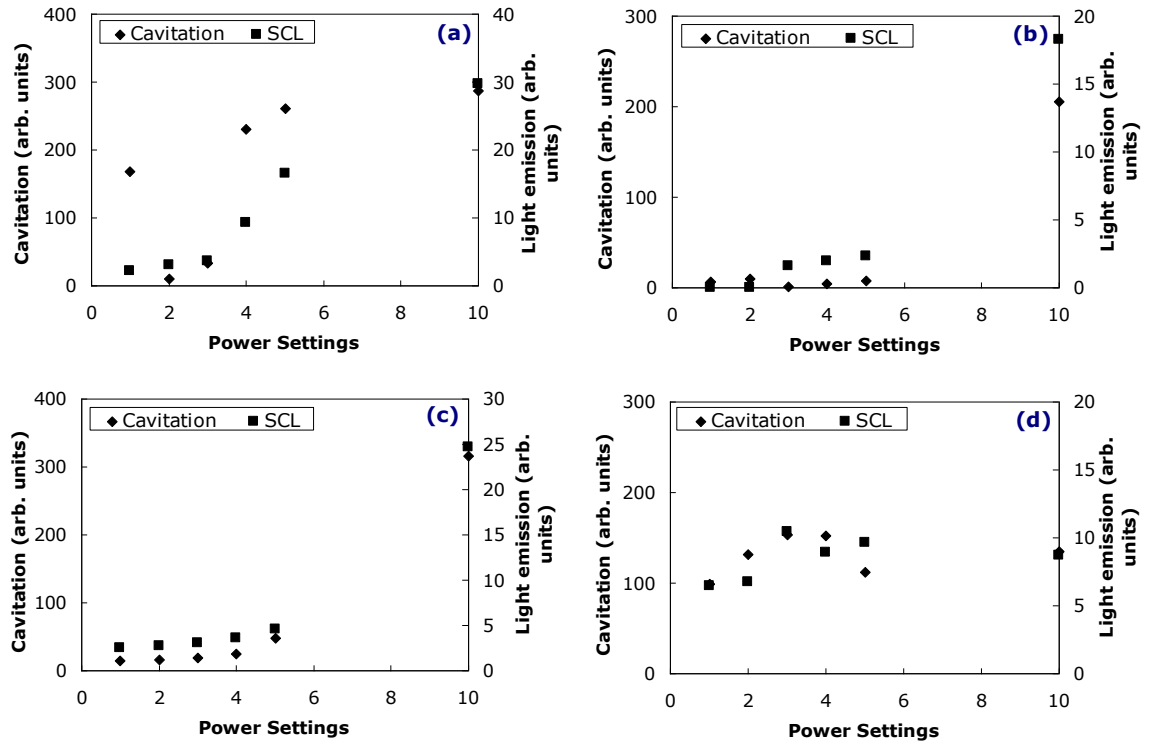 (a)
Cavitation SCL
400
300
200
100
0
40
30
20
10
0
0 2 4 6 8 10
Power Settings
Cavitation (arb. units)
Light emission (arb.
units)
(b)
Cavitation SCL
300
200
100
0
20
15
10
5
0
0 2 4 6 8 10
Power Settings
Cavitation (arb. units)
Light emission (arb.
units)
(c)
Cavitation SCL
400
300
200
100
0
30
25
20
15
10
5
0
0 2 4 6 8 10
Power Settings
Cavitation (arb. units)
Light emission (arb.
units)
(d)
Cavitation SCL
300
200
100
0
20
15
10
5
0
0 2 4 6 8 10
Power Settings
Cavitation (arb. units)
Light emission (arb.
units)